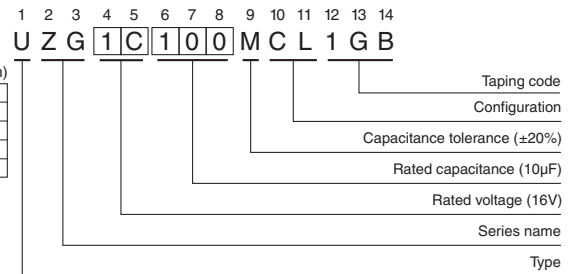 1 2 3 4 5 6 7 8 9 10 11 12 13 14
U Z G 1 C 1 0 0 M C L 1 G B
)
Taping code
Configuration
Capacitance tolerance (±20%)
Rated capacitance (10µF)
Rated voltage (16V)
Series name
Type